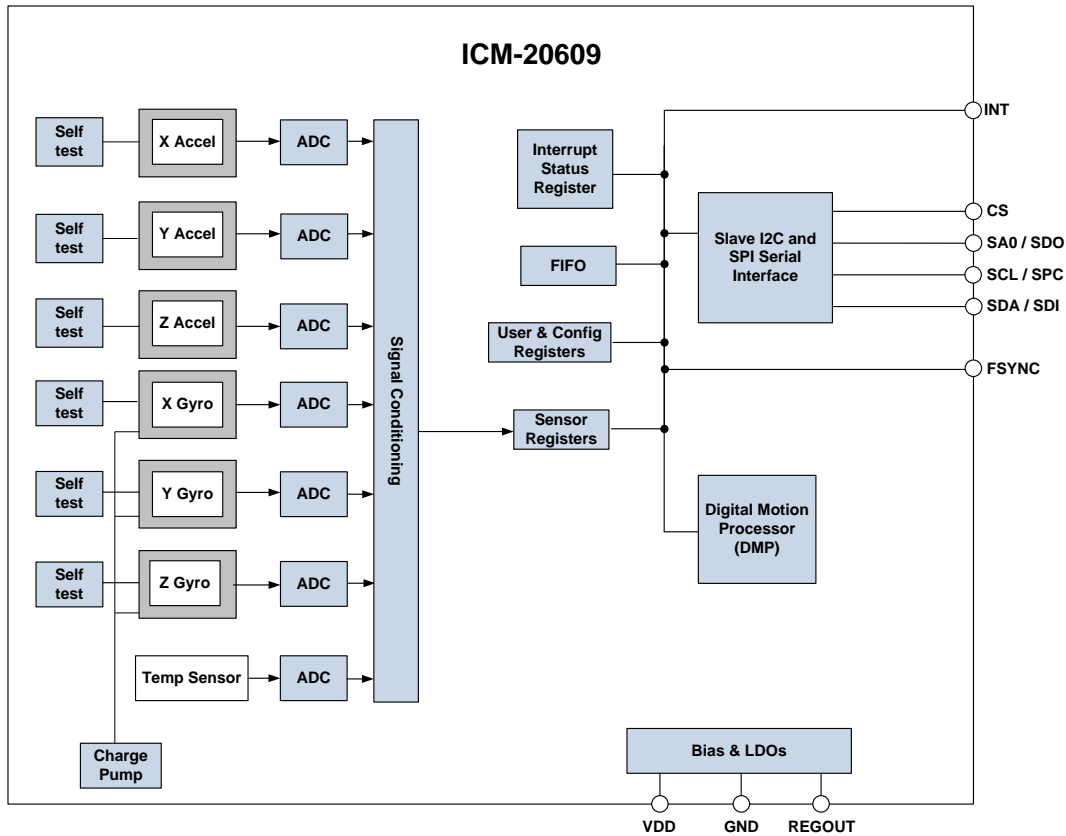 ICM-20609
Self
test
X Accel
ADC
Self
test
Y Accel
ADC
Self
test
Z Accel
ADC
Self
test
X Gyro
ADC
Self
test
Y Gyro
ADC
Self
test
Z Gyro
ADC
Temp Sensor
ADC
Charge
Pump
Signal Conditioning
Interrupt
Status
Register
FIFO
User & Config
Registers
Sensor
Registers
Slave I2C and
SPI Serial
Interface
Digital Motion
Processor
(DMP)
Bias & LDOs
INT
CS
SA0 / SDO
SCL / SPC
SDA / SDI
FSYNC
VDD
GND
REGOUT